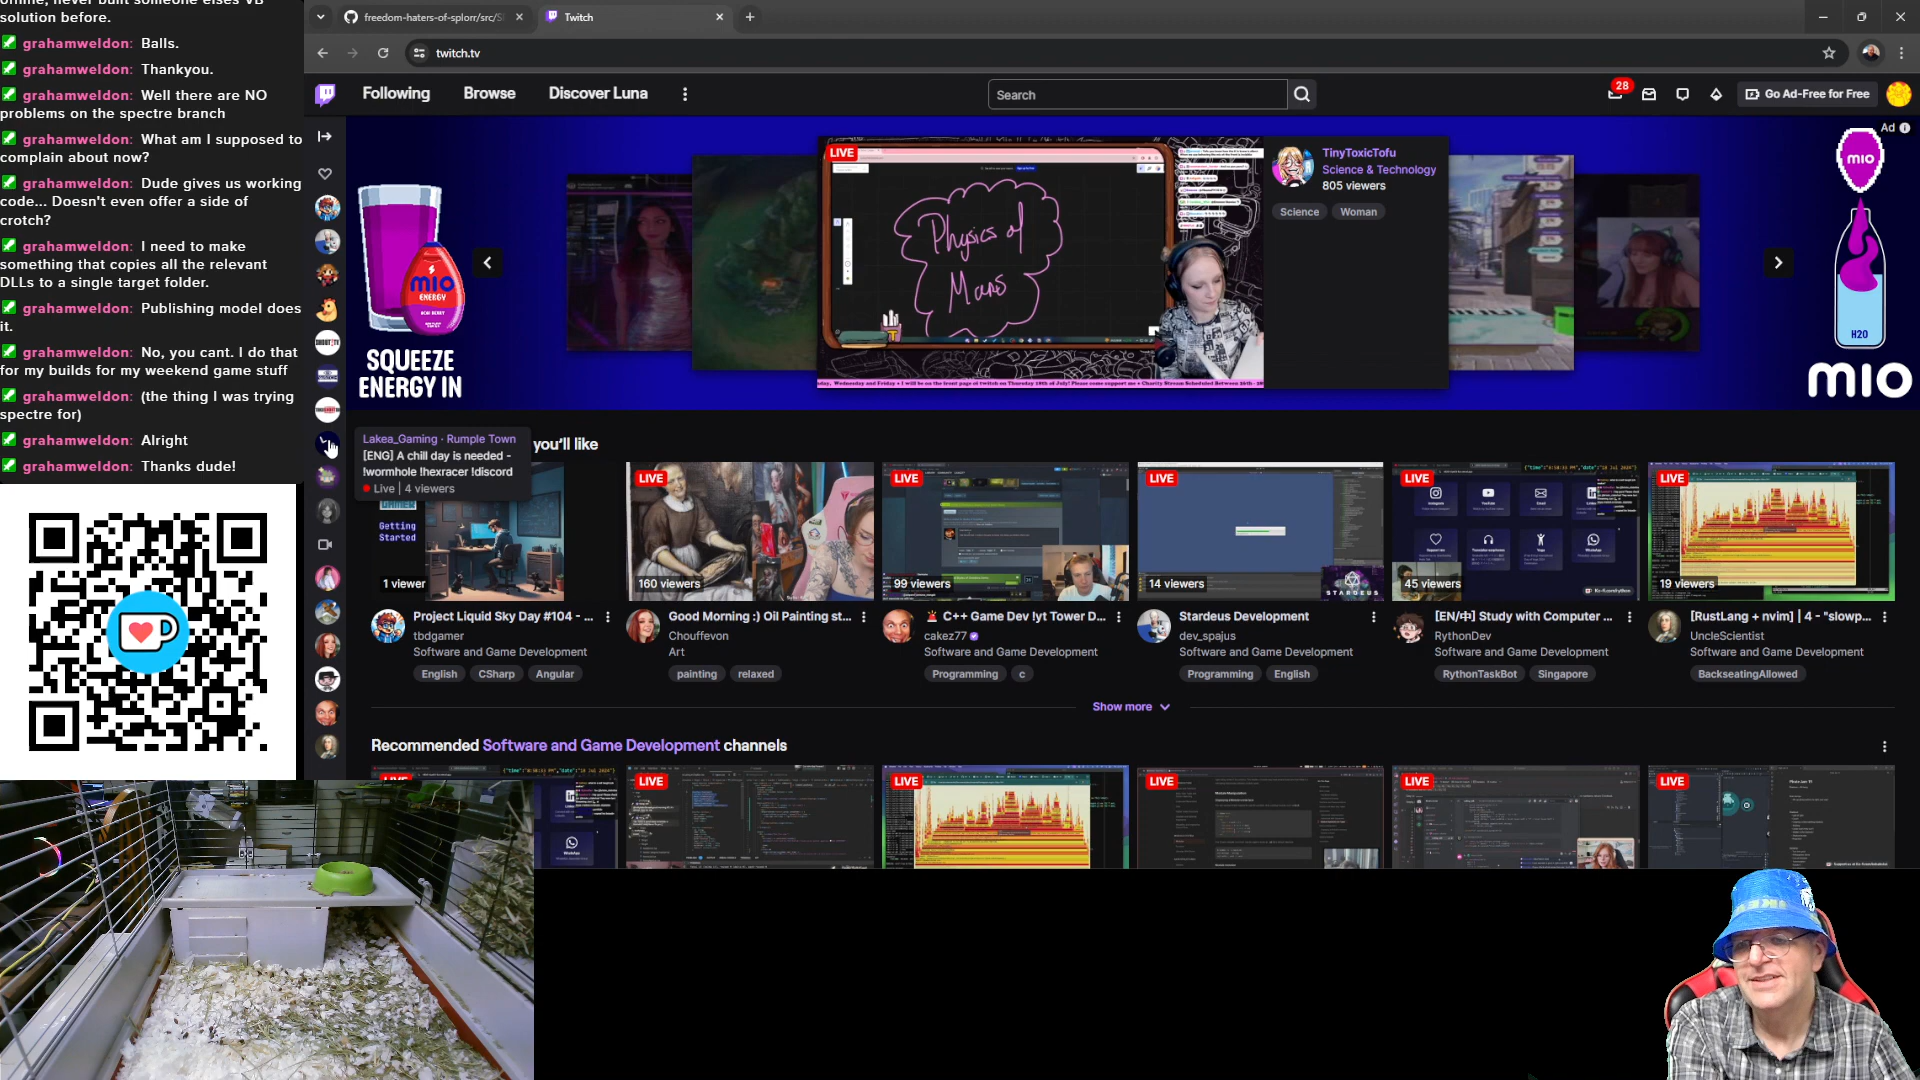 solution before.
grahamweldon: Balls.
grahamweldon: Thankyou.
grahamweldon: Well there are NO
problems on the spectre branch
grahamweldon: What am I supposed to
complain about now?
grahamweldon: Dude gives us working
code... Doesn't even offer a side of
crotch?
grahamweldon: I need to make
something that copies all the relevant
DLLs to a single target folder.
grahamweldon: Publishing model does
it.
grahamweldon: No, you cant. I do that
for my builds for my weekend game stuff
grahamweldon: (the thing I was trying
spectre for)
grahamweldon: Alright
grahamweldon: Thanks dude!
freedom-haters-of-splorr/src/S
Twitch
twitch.tv
Following
Browse
Discover Luna
Search
28
Go Ad-Free for Free
Ad
mio
ENERGY
SQUEEZE
ENERGY IN
LIVE
Physics of
Mars
TinyToxicTofu
Science & Technology
805 viewers
Science
Woman
mio
H2O
MIO
Lakea_Gaming · Rumple Town
[ENG] A chill day is needed -
!wormhole !hexracer !discord
Live | 4 viewers
you'll like
Getting
Started
1 viewer
LIVE
160 viewers
LIVE
99 viewers
LIVE
14 viewers
STARDEUS
LIVE
45 viewers
LIVE
19 viewers
Project Liquid Sky Day #104 - ...
tbdgamer
Software and Game Development
English
CSharp
Angular
Good Morning :) Oil Painting st...
Chouffevon
Art
painting
relaxed
C++ Game Dev !yt Tower D...
cakez77
Software and Game Development
Programming
c
Stardeus Development
dev_spajus
Software and Game Development
Programming
English
[EN/中] Study with Computer ...
RythonDev
Software and Game Development
RythonTaskBot
Singapore
[RustLang + nvim] | 4 - "slowp...
UncleScientist
Software and Game Development
BackseatingAllowed
Show more
Recommended Software and Game Development channels
LIVE
LIVE
LIVE
LIVE
LIVE
LIVE